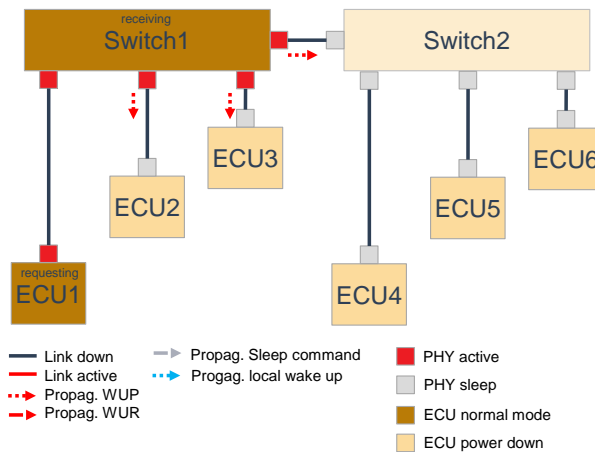 receiving
Switch1
Switch2
ECU3
ECU6
ECU2
ECU5
requesting
ECU1
ECU4
Link down
Link active
Propag. WUP
Propag. WUR
Propag. Sleep command
Progag. local wake up
PHY active
PHY sleep
ECU normal mode
ECU power down